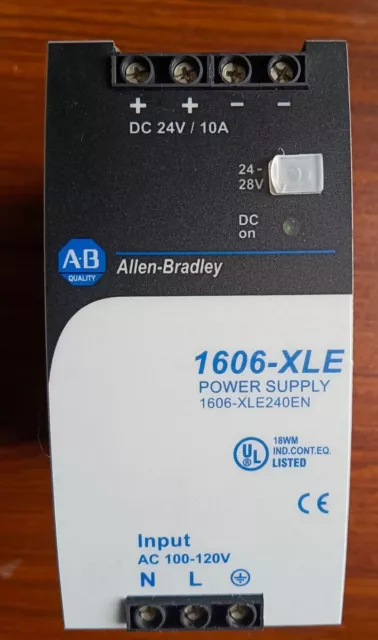 + + − −
DC 24V / 10A
24-
28V
DC
on
A·B
QUALITY
Allen-Bradley
1606-XLE
POWER SUPPLY
1606-XLE240EN
UL
18WM
IND.CONT.EQ.
LISTED
CE
Input
AC 100-120V
N L